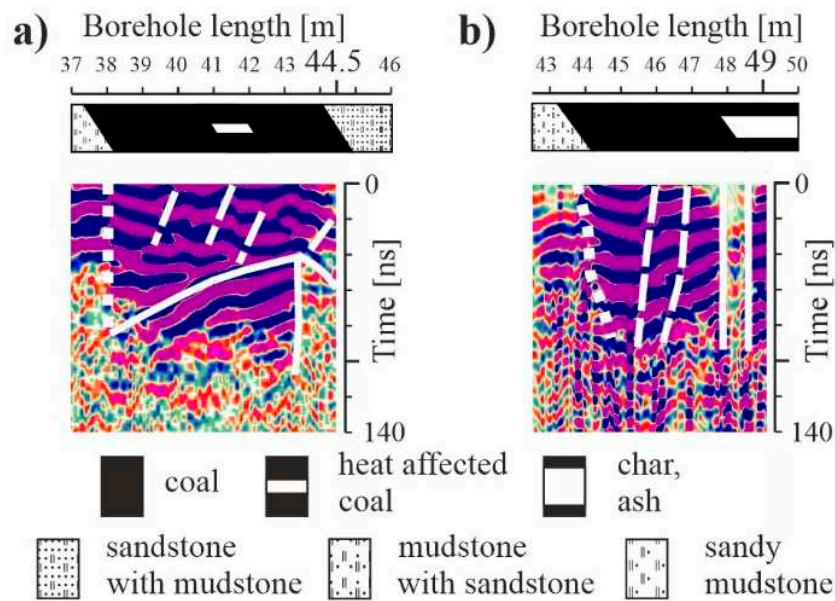 a) Borehole length [m]
37 38 39 40 41 42 43 44.5 46
0
Time [ns]
140
b) Borehole length [m]
43 44 45 46 47 49 50
0
Time [ns]
140
coal
heat affected
coal
char,
ash
sandstone
with mudstone
mudstone
with sandstone
sandy
mudstone